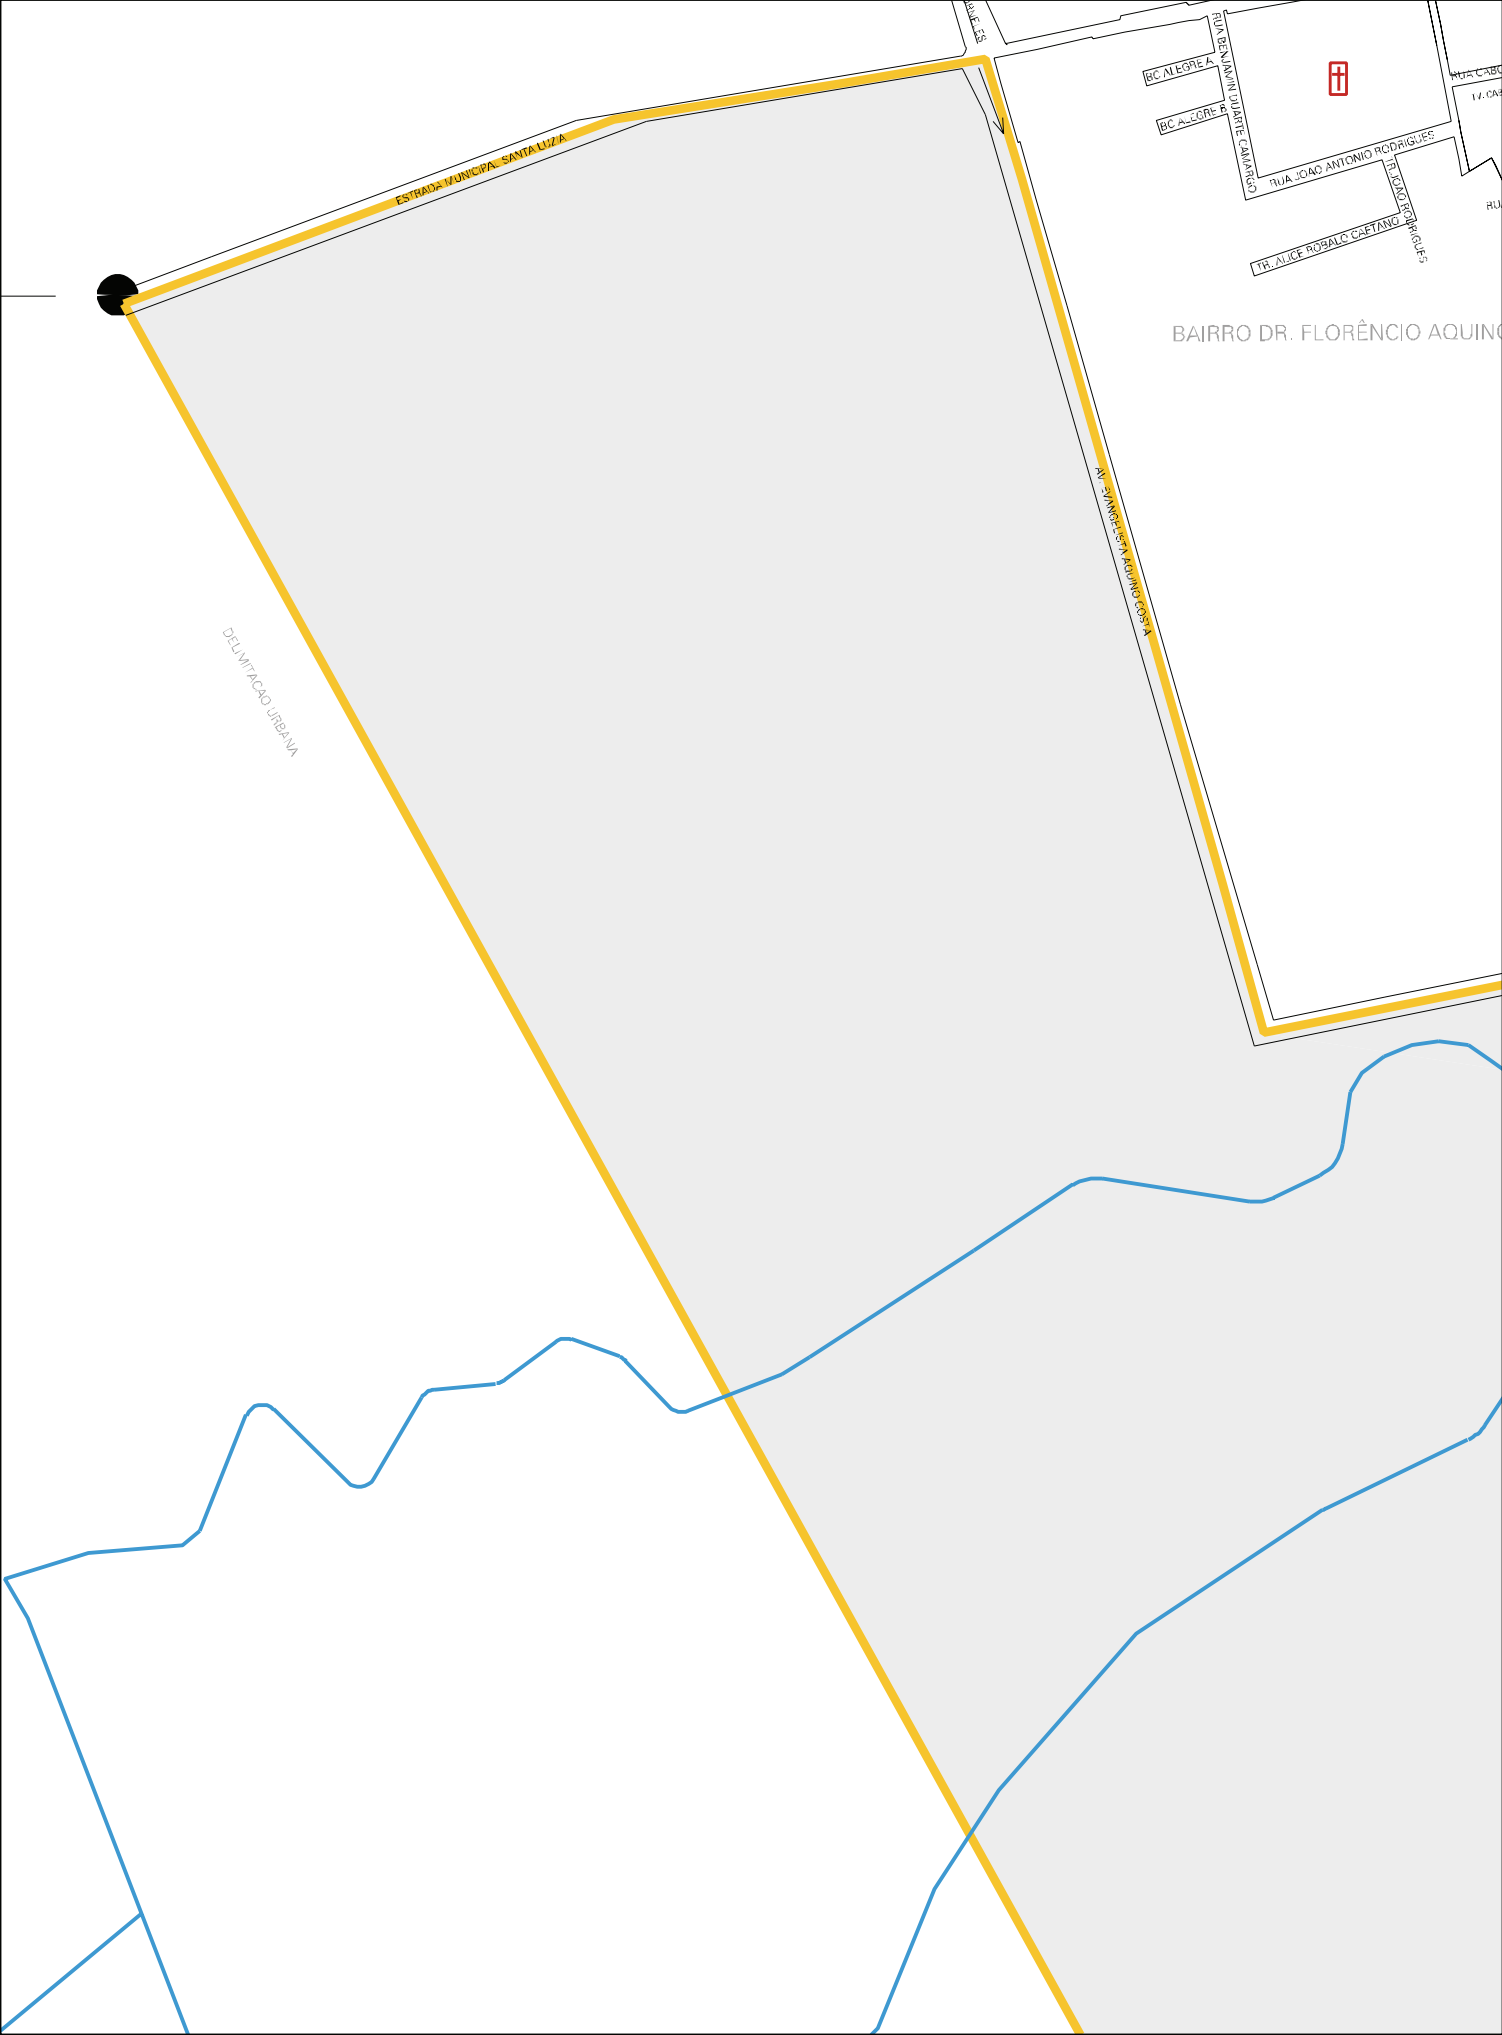 RUA BENJAMIN DUARTE CAMARGO
BC ALEGRE A
BC ALEGRE B
RUA JOAO ANTONIO RODRIGUES
TR.JOAO RODRIGUES
TR. ALICE ROBALO CAETANO
ESTRADA MUNICIPAL SANTA LUZIA
BAIRRO DR. FLORÊNCIO AQUINO
AV. EVANGELISTA AQUINO COSTA
DELIMITACAO URBANA